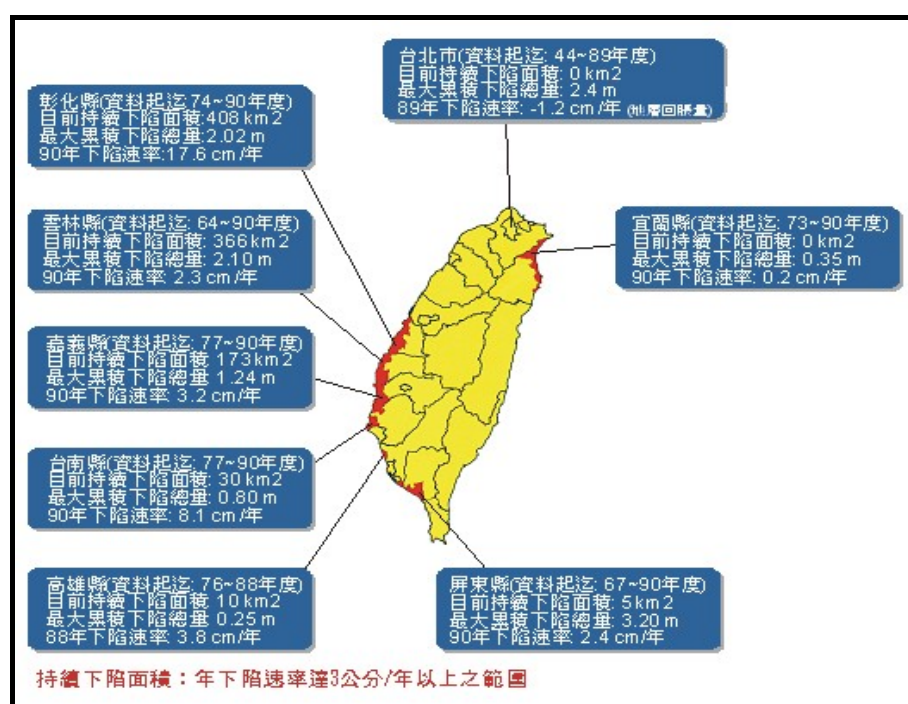 台北市(資料起迄: 44~89年度)
目前持續下陷面積: 0 km2
最大累積下陷總量: 2.4 m
89年下陷速率: -1.2 cm/年 (地層回脹量)
彰化縣(資料起迄 74~90年度)
目前持續下陷面積:408 km2
最大累積下陷總量:2.02 m
90年下陷速率:17.6 cm/年
雲林縣(資料起迄: 64~90年度)
目前持續下陷面積: 366 km2
最大累積下陷總量: 2.10 m
90年下陷速率: 2.3 cm/年
宜蘭縣(資料起迄: 73~90年度)
目前持續下陷面積: 0 km2
最大累積下陷總量: 0.35 m
90年下陷速率: 0.2 cm/年
嘉義縣(資料起迄: 77~90年度)
目前持續下陷面積 173 km2
最大累積下陷總量 1.24 m
90年下陷速率: 3.2 cm/年
台南縣(資料起迄: 77~90年度)
目前持續下陷面積: 30 km2
最大累積下陷總量: 0.80 m
90年下陷速率: 8.1 cm/年
高雄縣(資料起迄: 76~88年度)
目前持續下陷面積 10 km2
最大累積下陷總量: 0.25 m
88年下陷速率: 3.8 cm/年
屏東縣(資料起迄: 67~90年度)
目前持續下陷面積: 5 km2
最大累積下陷總量: 3.20 m
90年下陷速率: 2.4 cm/年
持續下陷面積：年下陷速率達3公分/年以上之範圍